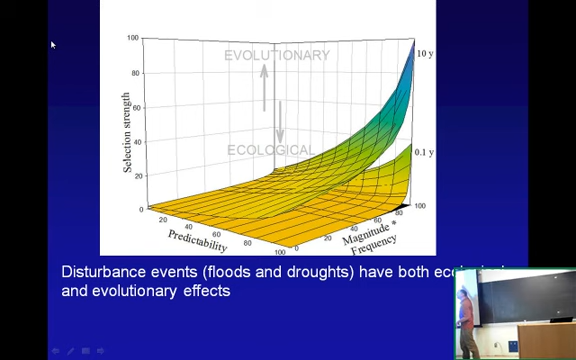 100
EVOLUTIONARY
10 y
80
Selection strength
60
ECOLOGICAL
40
0.1 y
20
0
100
20
80
40
60
60
40
80
20
100
0
Predictability
Magnitude *
Frequency
Disturbance events (floods and droughts) have both
and evolutionary effects